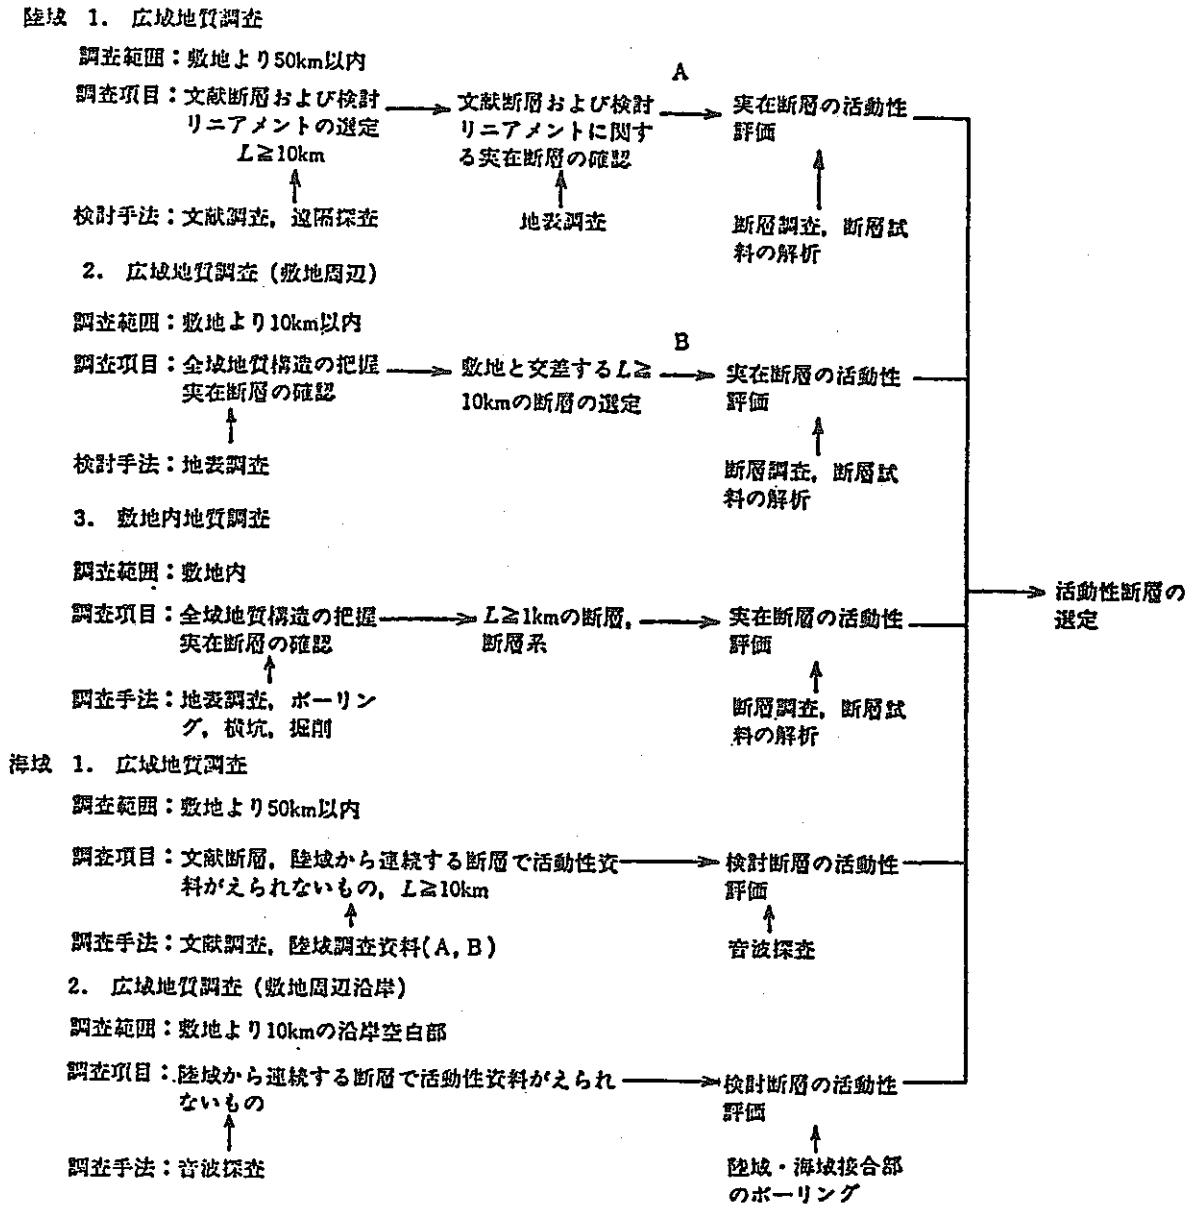 陸域 1. 広域地質調査
調査範囲：敷地より50km以内
A
調査項目：文献断層および検討 文献断層および検討 実在断層の活動性
リニアメントの選定 リニアメントに関す 評価
L≧10km る実在断層の確認
検討手法：文献調査，遠隔探査 地表調査 断層調査，断層試
料の解析
2. 広域地質調査（敷地周辺）
調査範囲：敷地より10km以内
B
調査項目：全域地質構造の把握 敷地と交差するL≧ 実在断層の活動性
実在断層の確認 10kmの断層の選定 評価
検討手法：地表調査 断層調査，断層試
料の解析
3. 敷地内地質調査
調査範囲：敷地内
活動性断層の
選定
調査項目：全域地質構造の把握 L≧1kmの断層， 実在断層の活動性
実在断層の確認 断層系 評価
調査手法：地表調査，ボーリン 断層調査，断層試
グ，横坑，掘削 料の解析
海域 1. 広域地質調査
調査範囲：敷地より50km以内
調査項目：文献断層，陸域から連続する断層で活動性資 検討断層の活動性
料がえられないもの，L≧10km 評価
調査手法：文献調査，陸域調査資料(A, B) 音波探査
2. 広域地質調査（敷地周辺沿岸）
調査範囲：敷地より10kmの沿岸空白部
調査項目：陸域から連続する断層で活動性資料がえられ 検討断層の活動性
ないもの 評価
調査手法：音波探査 陸域・海域接合部
のボーリング